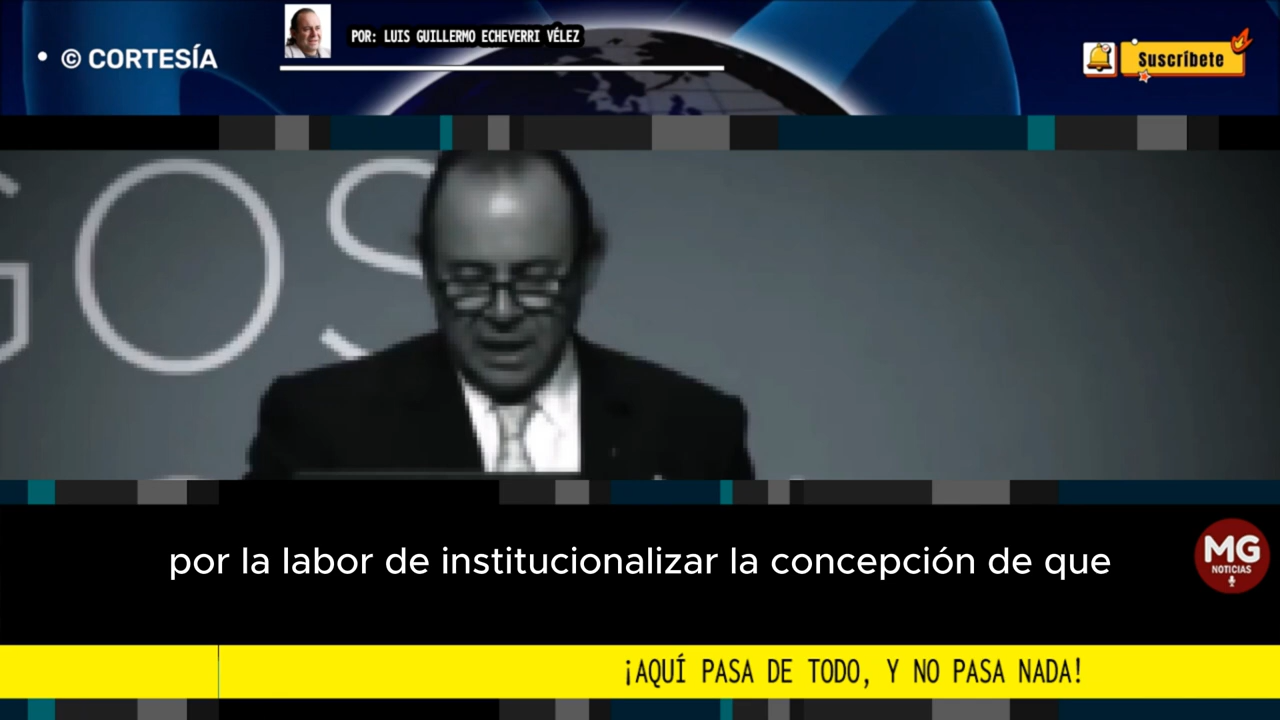 • © CORTESÍA
POR: LUIS GUILLERMO ECHEVERRI VÉLEZ
Suscríbete
GOS
por la labor de institucionalizar la concepción de que
MG
NOTICIAS
¡AQUÍ PASA DE TODO, Y NO PASA NADA!